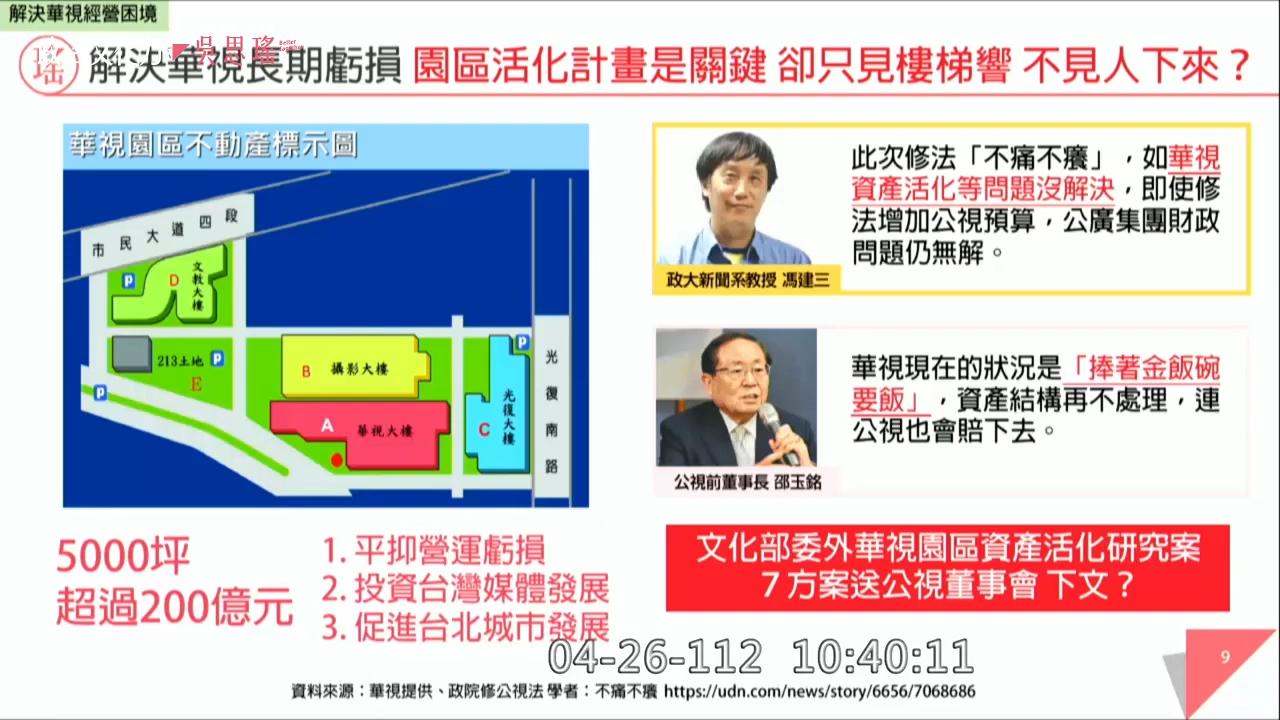 解決華視經營困境
吳思瑤
瑤 解決華視長期虧損 園區活化計畫是關鍵 卻只見樓梯響 不見人下來？
華視園區不動產標示圖
市民大道四段
P
D
文教大樓
213土地
P
E
P
B 攝影大樓
A 華視大樓
C
光復大樓
P
光復南路
5000坪
超過200億元
1. 平抑營運虧損
2. 投資台灣媒體發展
3. 促進台北城市發展
此次修法「不痛不癢」，如華視
資產活化等問題沒解決，即使修
法增加公視預算，公廣集團財政
問題仍無解。
政大新聞系教授 馮建三
華視現在的狀況是「捧著金飯碗
要飯」，資產結構再不處理，連
公視也會賠下去。
公視前董事長 邵玉銘
文化部委外華視園區資產活化研究案
７方案送公視董事會 下文？
04-26-112 10:40:11
9
資料來源：華視提供、政院修公視法 學者：不痛不癢 https://udn.com/news/story/6656/7068686